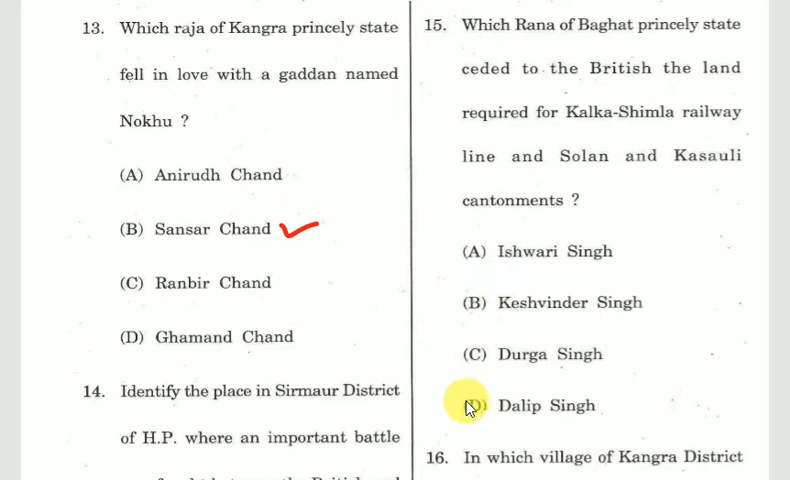 13. Which raja of Kangra princely state
fell in love with a gaddan named
Nokhu ?
(A) Anirudh Chand
(B) Sansar Chand
(C) Ranbir Chand
(D) Ghamand Chand
14. Identify the place in Sirmaur District
of H.P. where an important battle
15. Which Rana of Baghat princely state
ceded to the British the land
required for Kalka-Shimla railway
line and Solan and Kasauli
cantonments ?
(A) Ishwari Singh
(B) Keshvinder Singh
(C) Durga Singh
(D) Dalip Singh
16. In which village of Kangra District